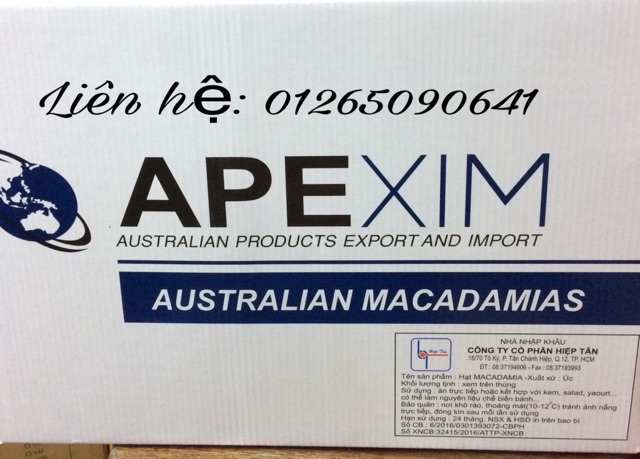 Liên hệ: 01265090641
APEXIM
AUSTRALIAN PRODUCTS EXPORT AND IMPORT
AUSTRALIAN MACADAMIAS
Hiệp Tân
NHÀ NHẬP KHẨU
CÔNG TY CỔ PHẦN HIỆP TÂN
15/70 Tô Ký, P. Tân Chánh Hiệp, Q.12, TP. HCM
ĐT : 08.37194606 - Fax : 08.37193993
Tên sản phẩm : Hạt MACADAMIA -Xuất xứ : Úc
Khối lượng tịnh : xem trên thùng
Sử dụng : ăn trực tiếp hoặc kết hợp với kem, salad, yaourt...
có thể làm nguyên liệu chế biến bánh...
Bảo quản : nơi khô ráo, thoáng mát(10-12°C) tránh ánh nắng
trực tiếp, đóng kín sau mỗi lần sử dụng
Hạn sử dụng : 24 tháng. NSX & HSD in trên bao bì
Số CB : 6/2016/0301393072-CBPH
Số XNCB:32415/2016/ATTP-XNCB